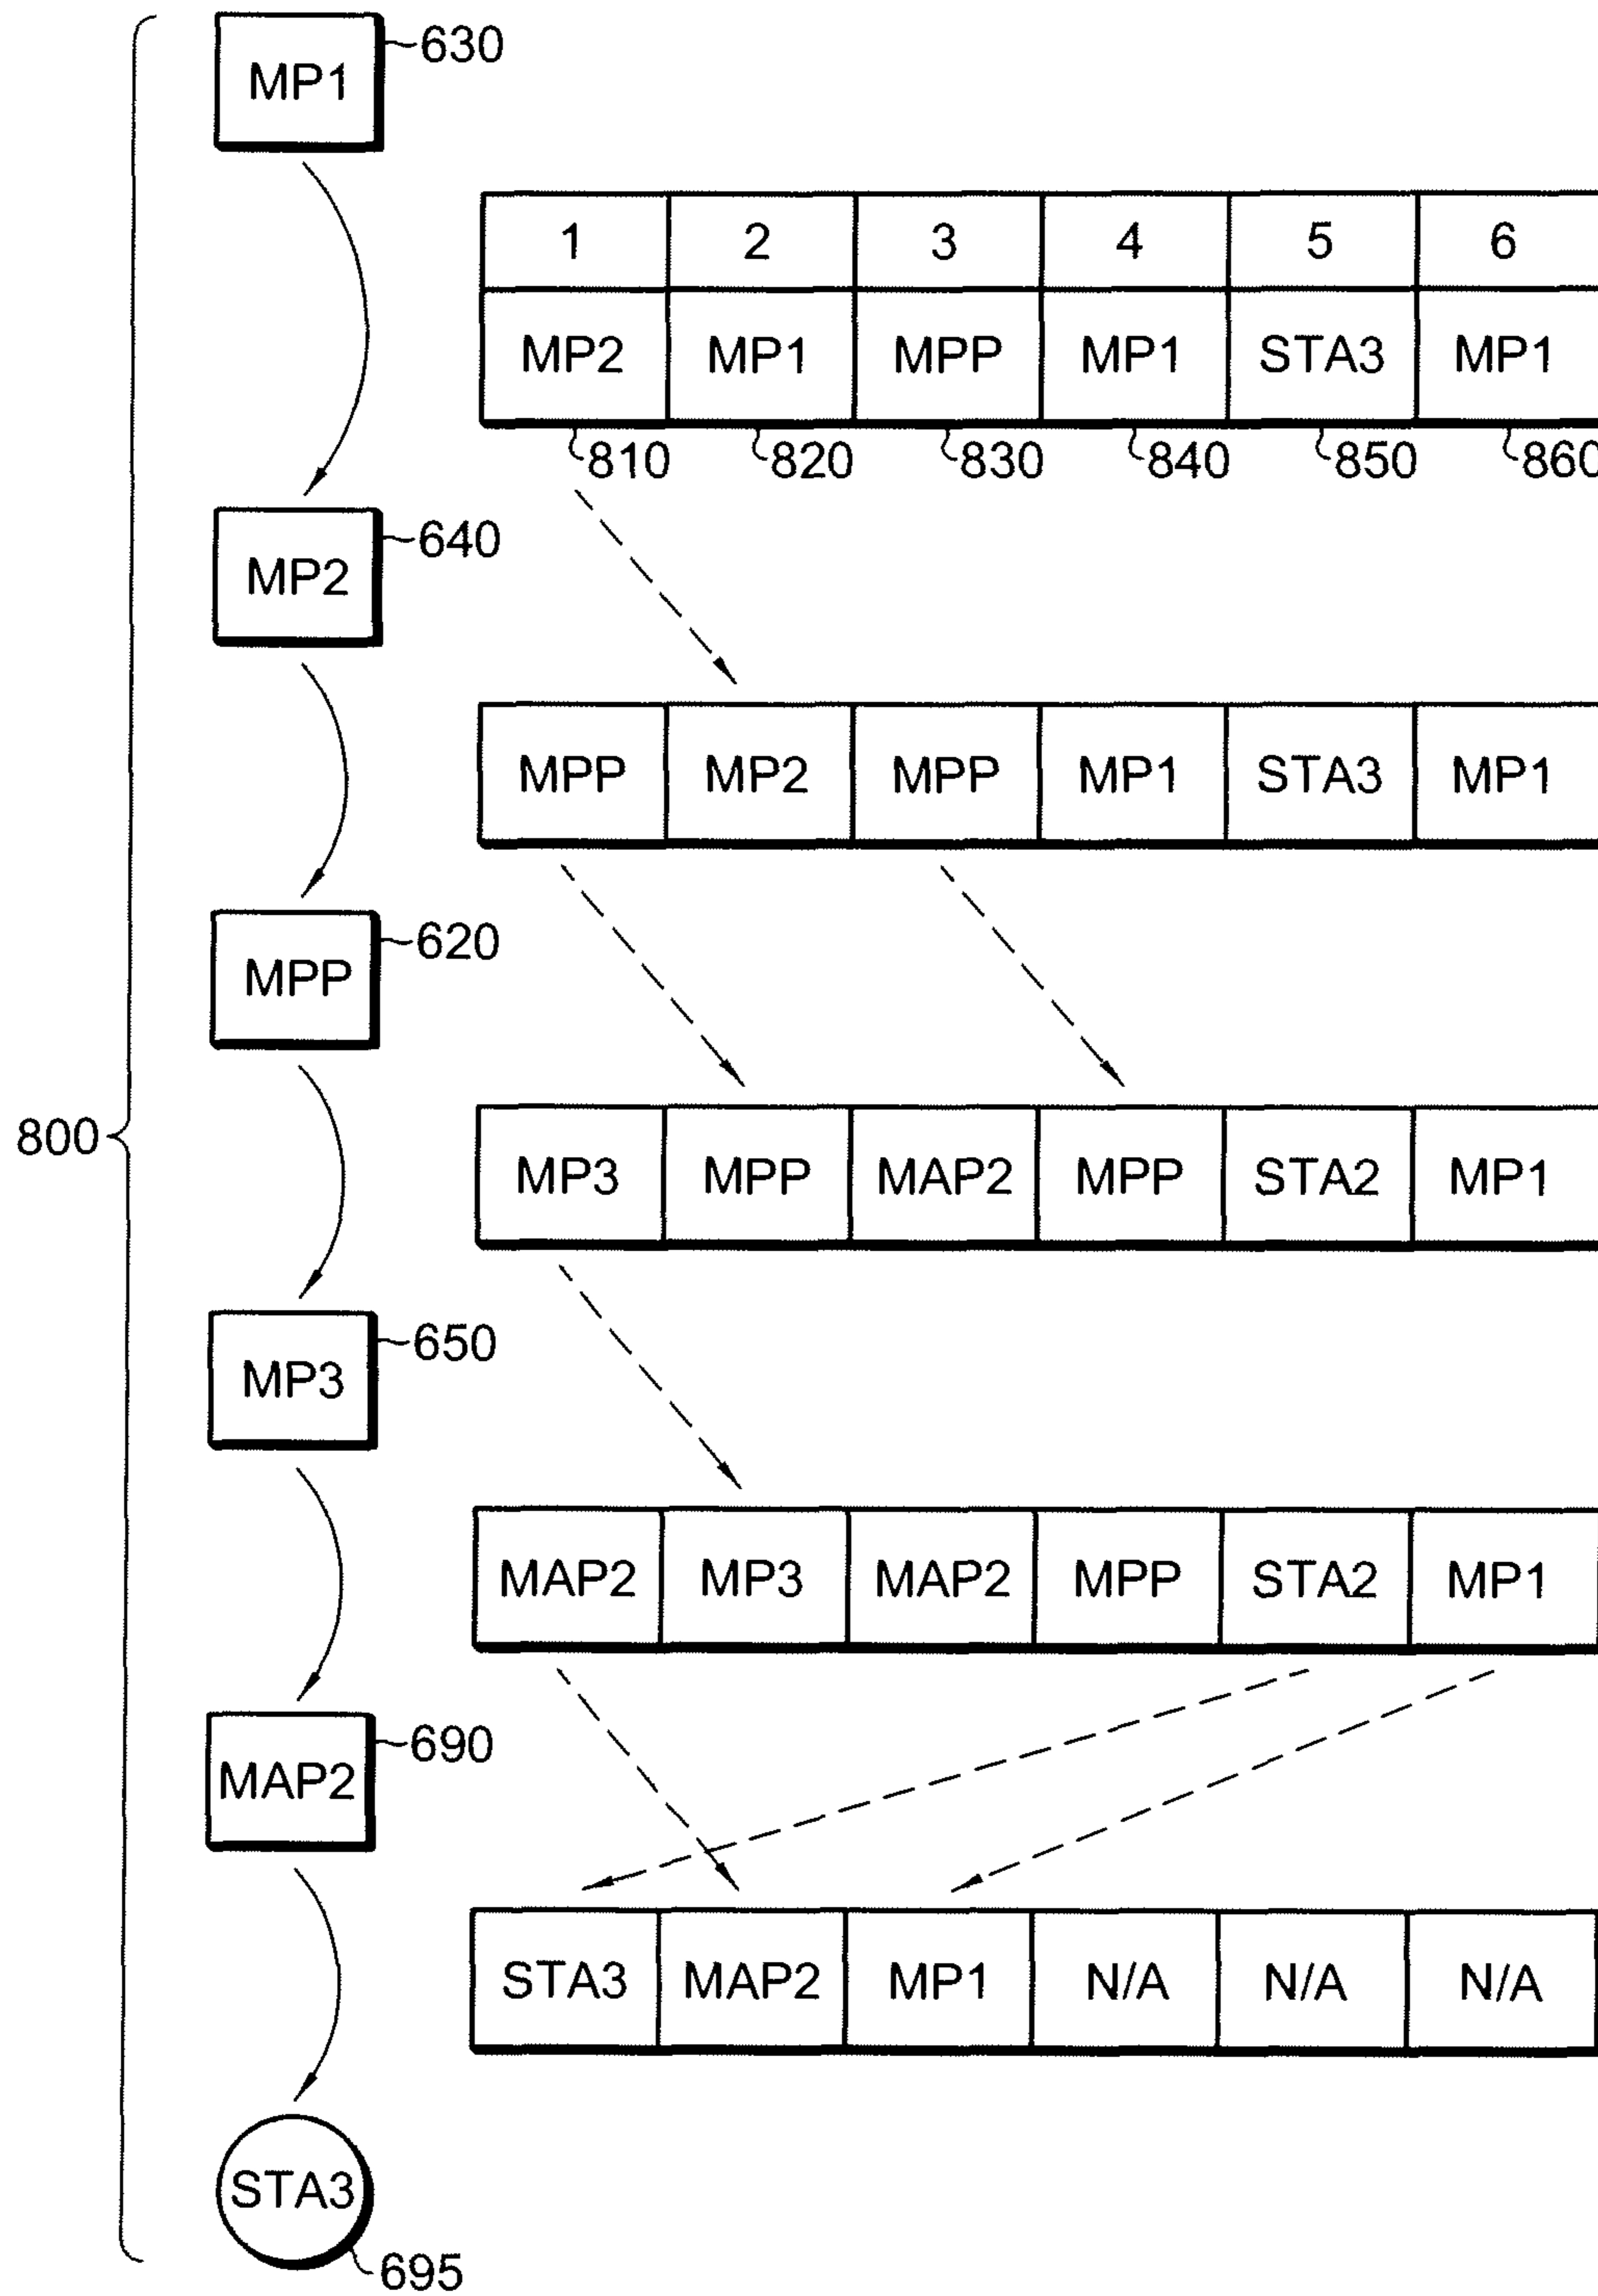 MP1
630
1 2 3 4 5 6
MP2 MP1 MPP MP1 STA3 MP1
810 820 830 840 850 860
MP2
640
MPP MP2 MPP MP1 STA3 MP1
MPP
620
800
MP3 MPP MAP2 MPP STA2 MP1
MP3
650
MAP2 MP3 MAP2 MPP STA2 MP1
MAP2
690
STA3 MAP2 MP1 N/A N/A N/A
STA3
695